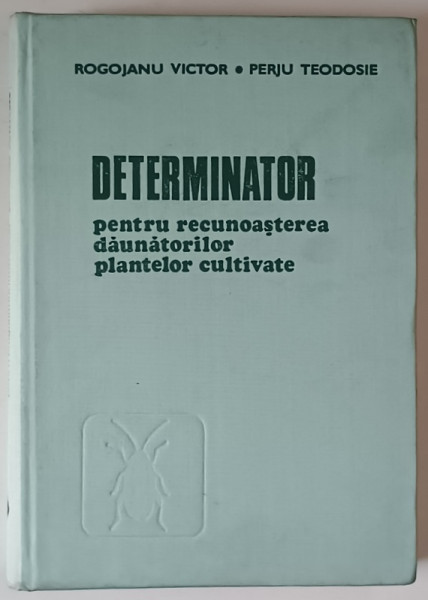 ROGOJANU VICTOR • PERJU TEODOSIE
DETERMINATOR
pentru recunoașterea
dăunătorilor
plantelor cultivate